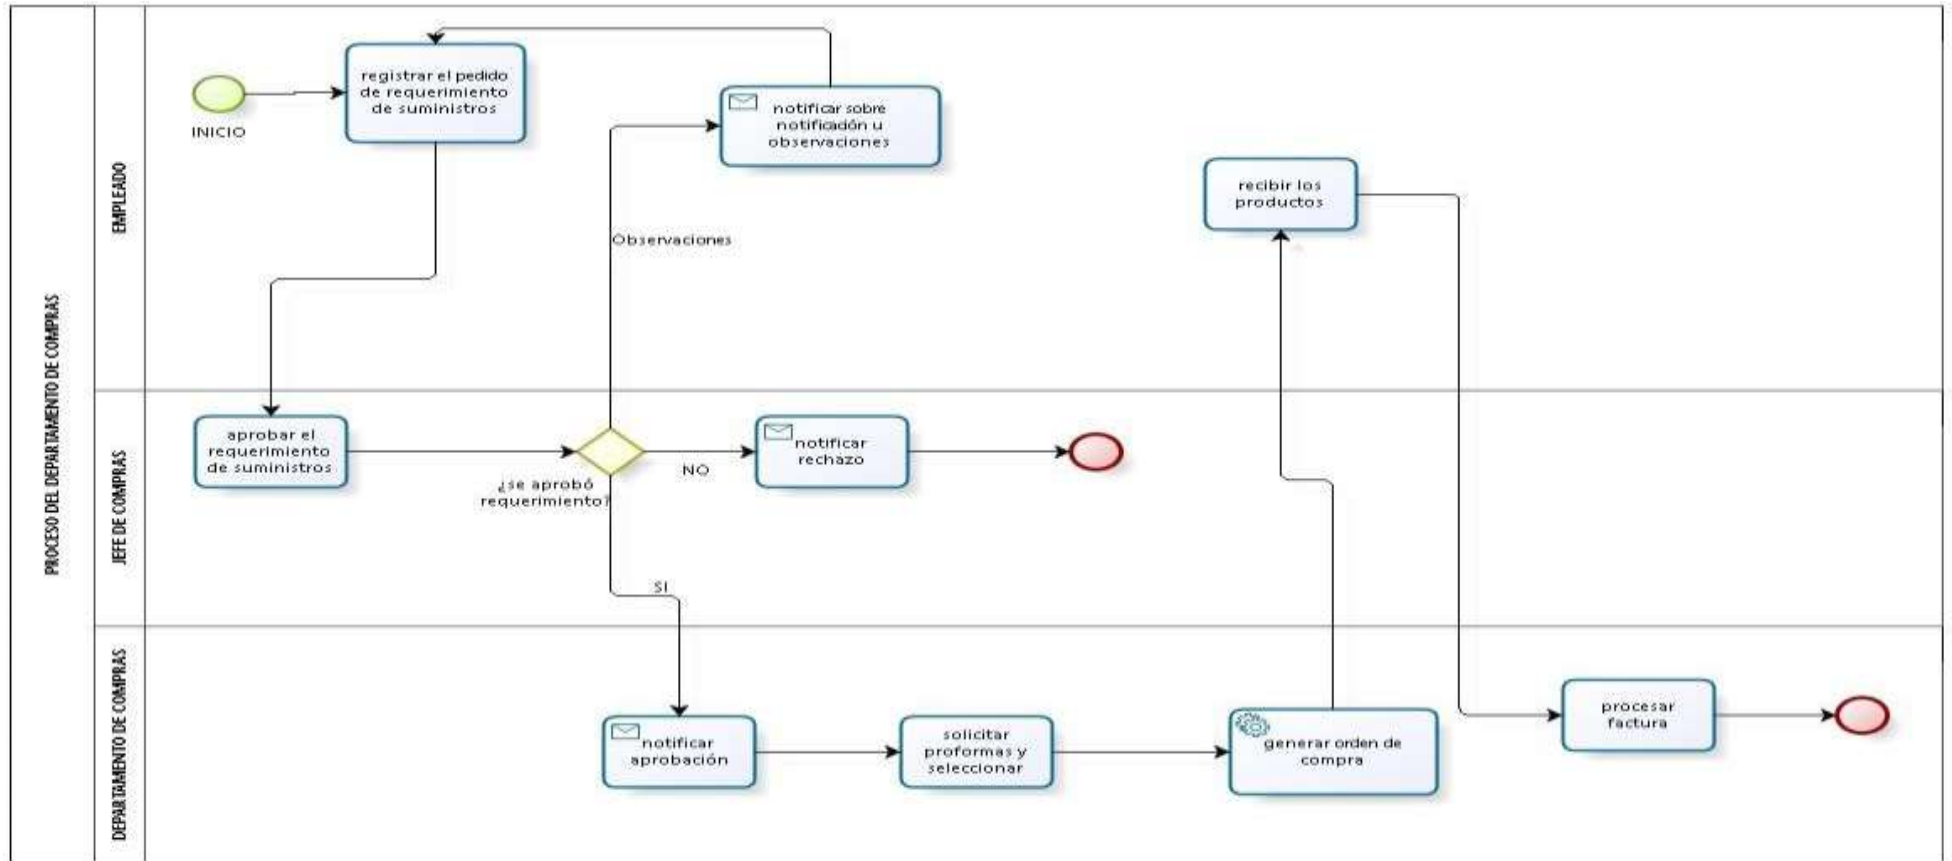 PROCESO DEL DEPARTAMENTO DE COMPRAS
EMPLEADO
INICIO
registrar el pedido
de requerimiento
de suministros
notificar sobre
notificación u
observaciones
Observaciones
recibir los
productos
JEFE DE COMPRAS
aprobar el
requerimiento
de suministros
¿se aprobó
requerimiento?
NO
notificar
rechazo
SI
DEPARTAMENTO DE COMPRAS
notificar
aprobación
solicitar
proformas y
seleccionar
generar orden de
compra
procesar
factura